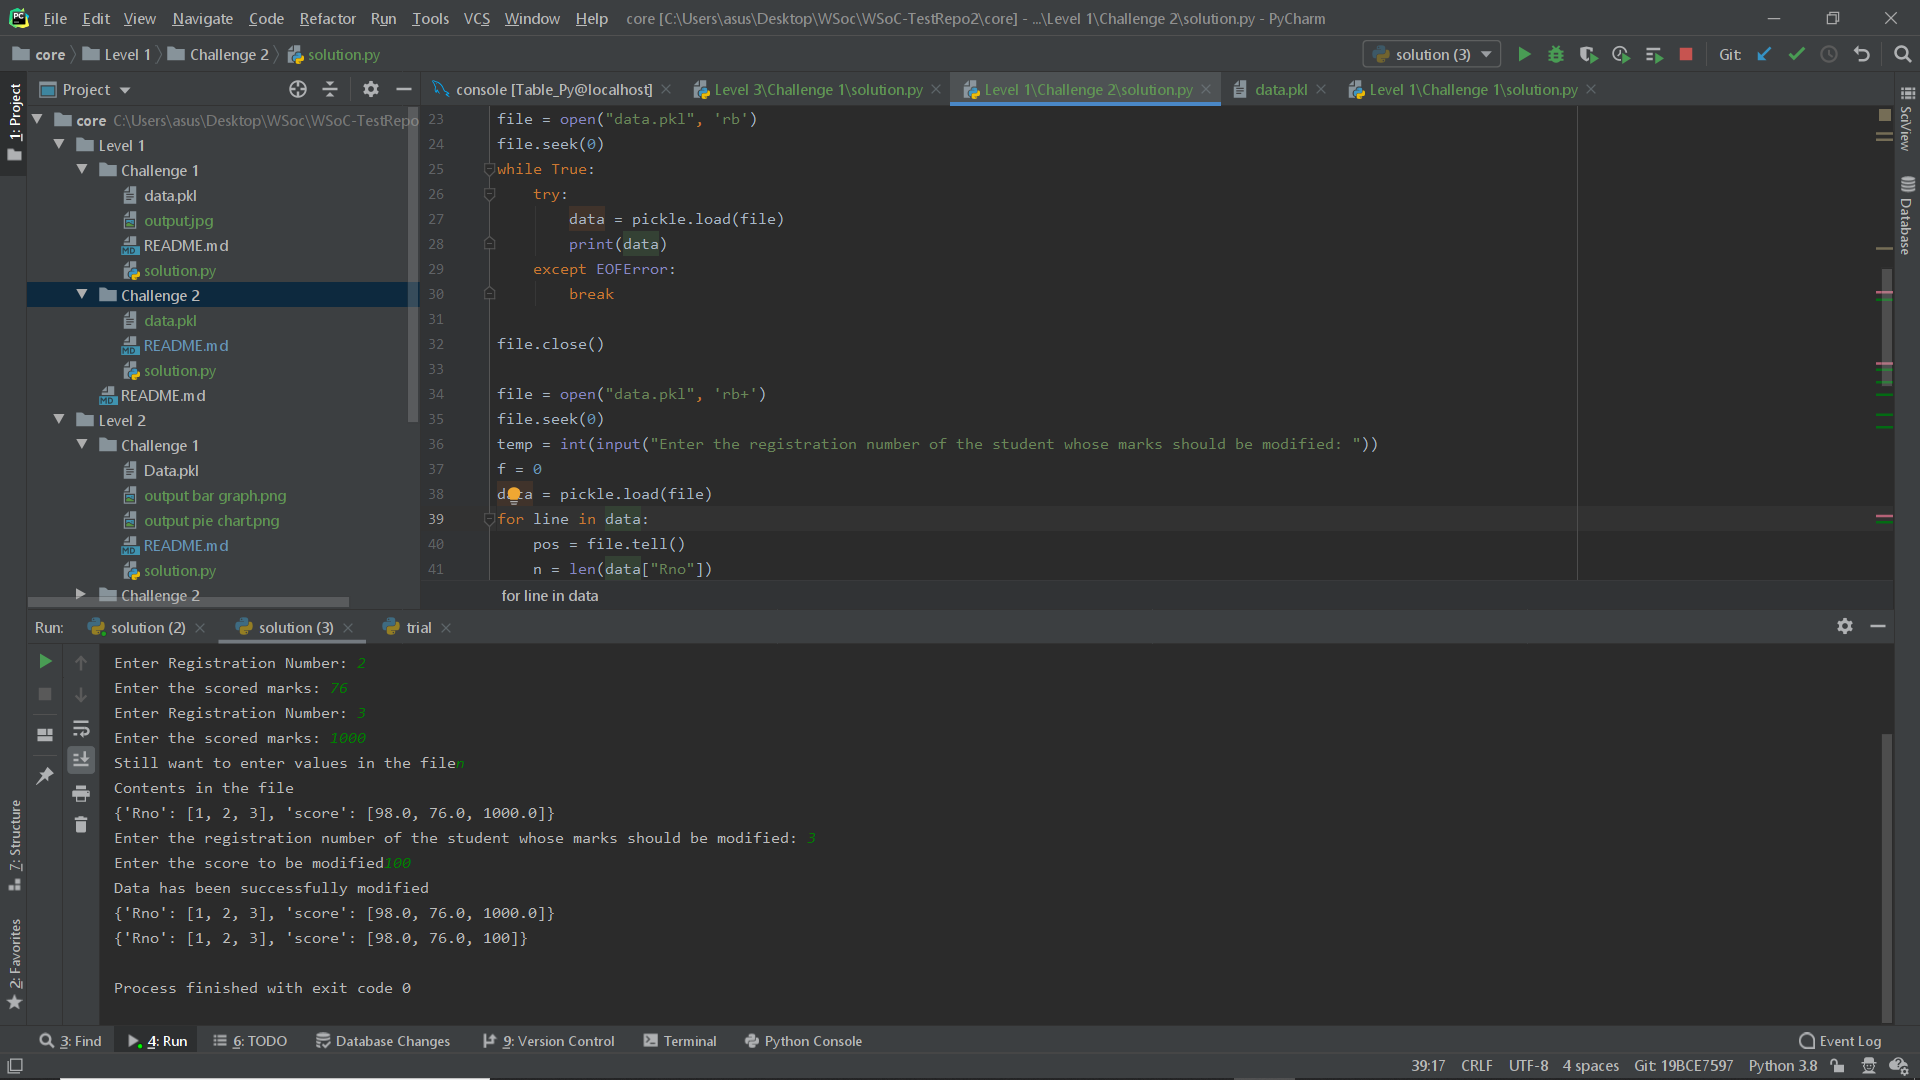 File Edit View Navigate Code Refactor Run Tools VCS Window Help core [C:\Users\asus\Desktop\WSoc\WSoC-TestRepo2\core] - ...\Level 1\Challenge 2\solution.py - PyCharm
core Level 1 Challenge 2 solution.py solution (3) Git:
Project console [Table_Py@localhost] Level 3\Challenge 1\solution.py Level 1\Challenge 2\solution.py data.pkl Level 1\Challenge 1\solution.py
1: Project
core C:\Users\asus\Desktop\WSoc\WSoC-TestRepo
Level 1
Challenge 1
data.pkl
output.jpg
README.md
solution.py
Challenge 2
data.pkl
README.md
solution.py
README.md
Level 2
Challenge 1
Data.pkl
output bar graph.png
output pie chart.png
README.md
solution.py
Challenge 2
23 file = open("data.pkl", 'rb')
24 file.seek(0)
25 while True:
26 try:
27 data = pickle.load(file)
28 print(data)
29 except EOFError:
30 break
31
32 file.close()
33
34 file = open("data.pkl", 'rb+')
35 file.seek(0)
36 temp = int(input("Enter the registration number of the student whose marks should be modified: "))
37 f = 0
38 data = pickle.load(file)
39 for line in data:
40 pos = file.tell()
41 n = len(data["Rno"])
for line in data
SciView
Database
Run: solution (2) solution (3) trial
Enter Registration Number: 2
Enter the scored marks: 76
Enter Registration Number: 3
Enter the scored marks: 1000
Still want to enter values in the filen
Contents in the file
{'Rno': [1, 2, 3], 'score': [98.0, 76.0, 1000.0]}
Enter the registration number of the student whose marks should be modified: 3
Enter the score to be modified100
Data has been successfully modified
{'Rno': [1, 2, 3], 'score': [98.0, 76.0, 1000.0]}
{'Rno': [1, 2, 3], 'score': [98.0, 76.0, 100]}
Process finished with exit code 0
7: Structure
2: Favorites
3: Find 4: Run 6: TODO Database Changes 9: Version Control Terminal Python Console Event Log
39:17 CRLF UTF-8 4 spaces Git: 19BCE7597 Python 3.8